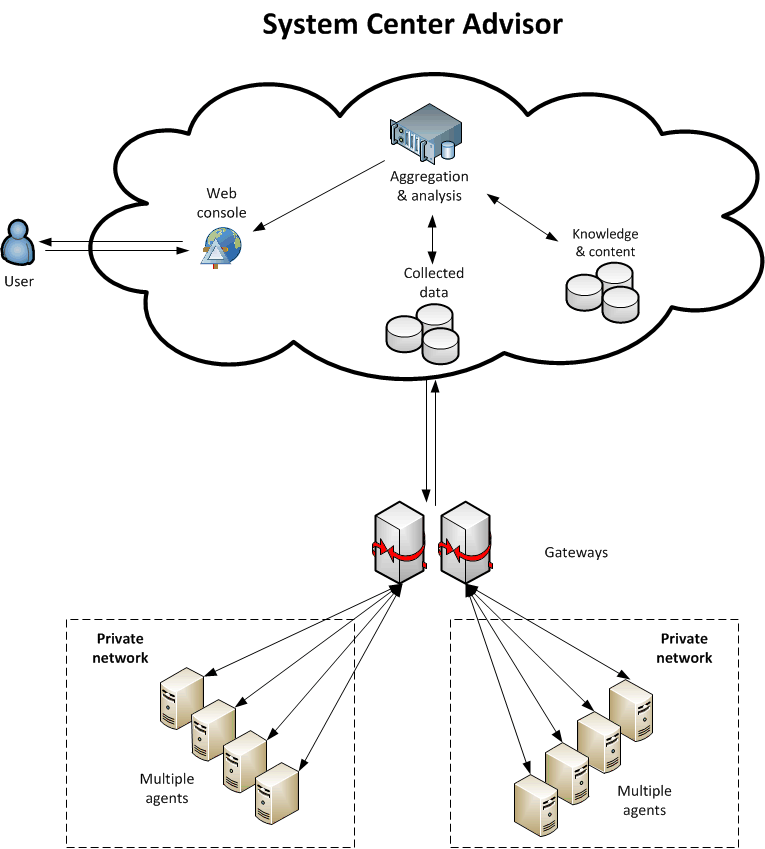 System Center Advisor
Aggregation
& analysis
Web
console
Knowledge
& content
Collected
data
User
Gateways
Private
network
Private
network
Multiple
agents
Multiple
agents